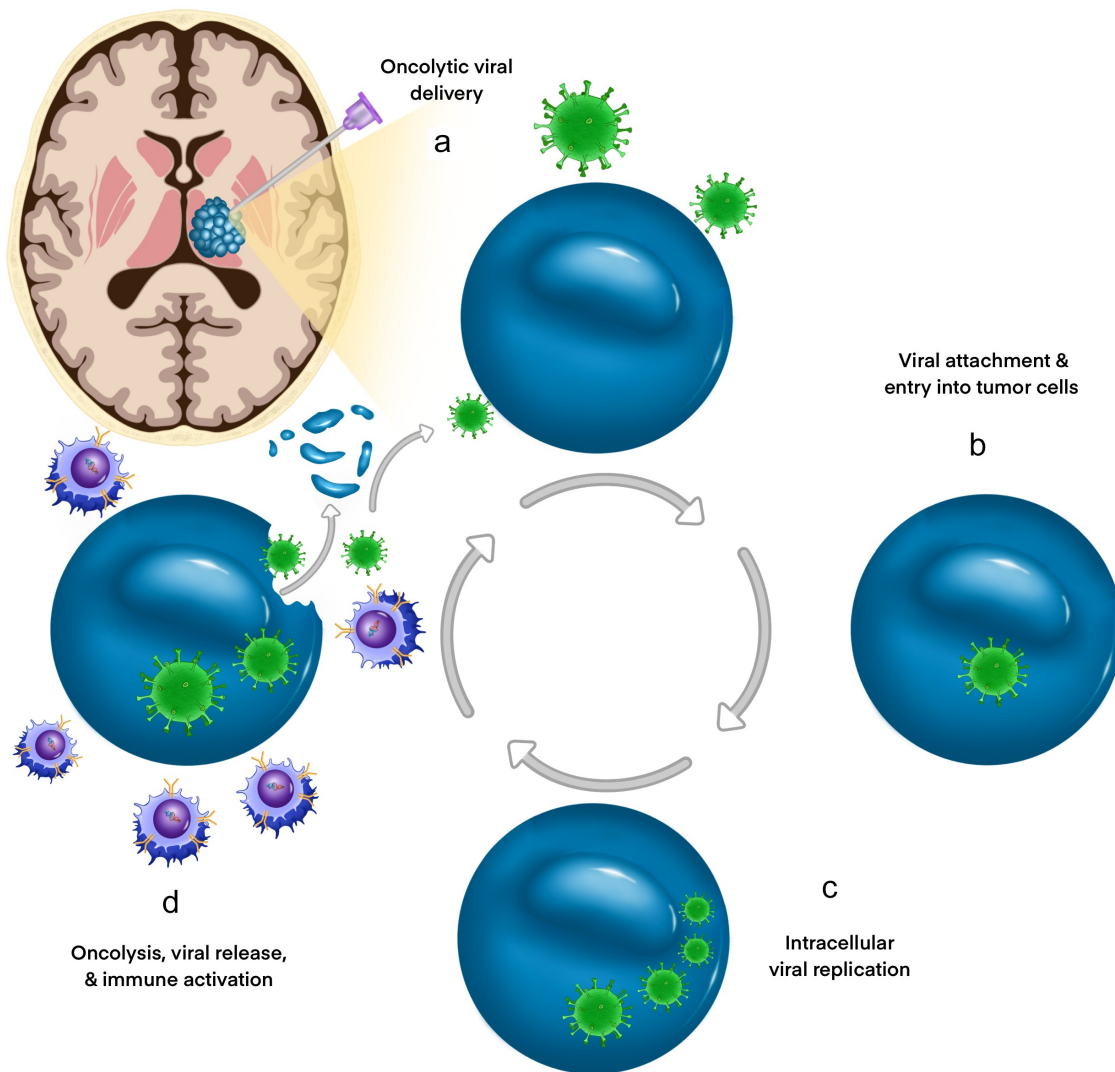 Oncolytic viral
delivery
a
Viral attachment &
entry into tumor cells
b
c
Intracellular
viral replication
d
Oncolysis, viral release,
& immune activation